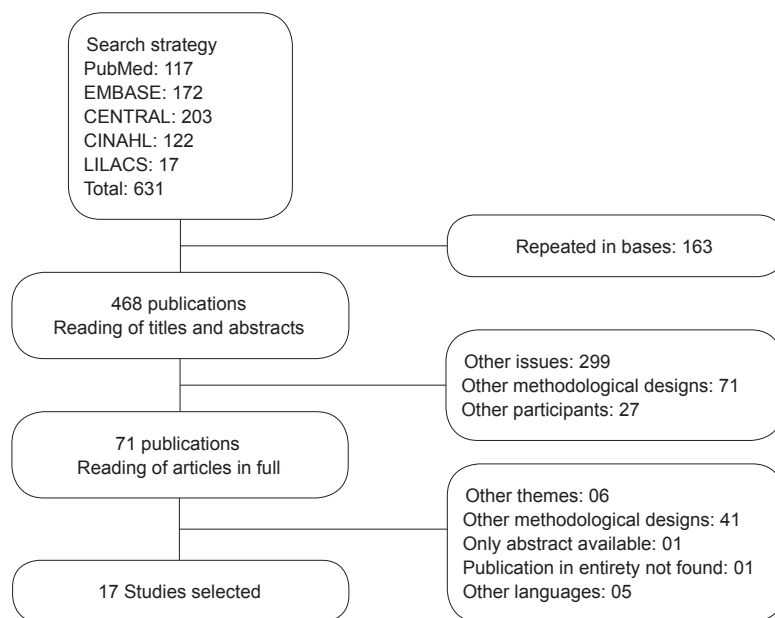 Search strategy
PubMed: 117
EMBASE: 172
CENTRAL: 203
CINAHL: 122
LILACS: 17
Total: 631
Repeated in bases: 163
468 publications
Reading of titles and abstracts
Other issues: 299
Other methodological designs: 71
Other participants: 27
71 publications
Reading of articles in full
Other themes: 06
Other methodological designs: 41
Only abstract available: 01
Publication in entirety not found: 01
Other languages: 05
17 Studies selected